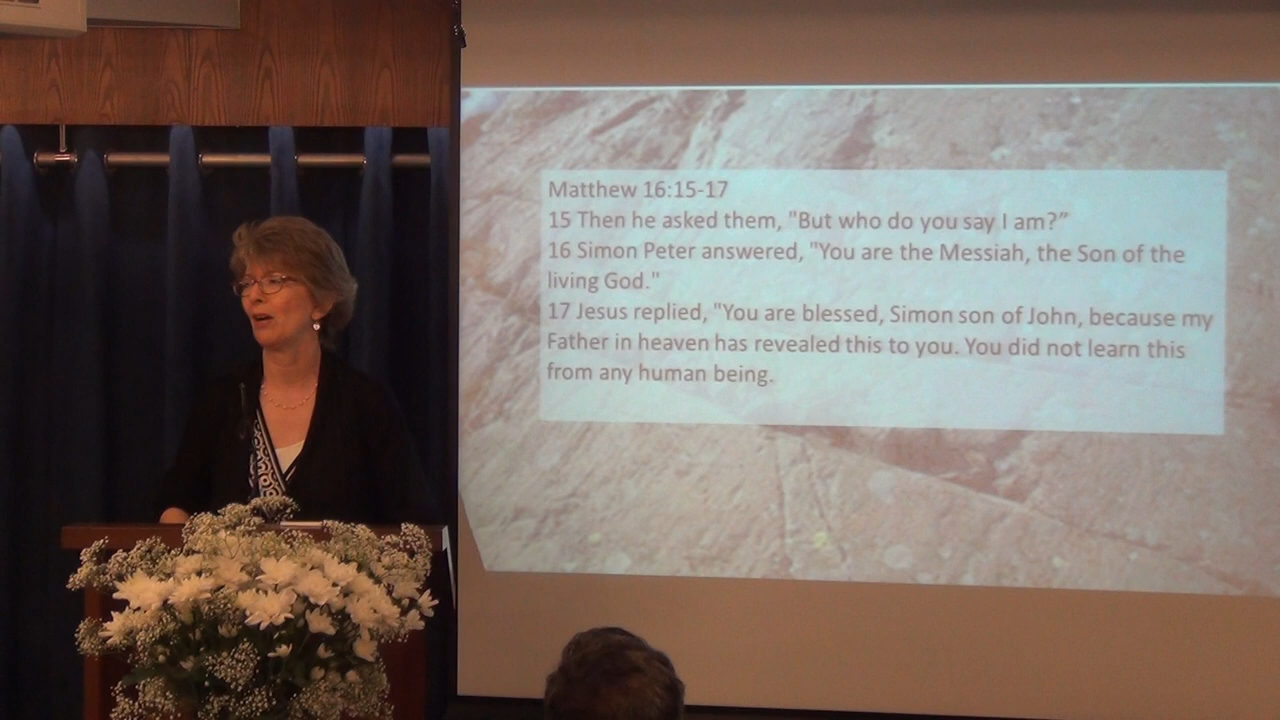 Matthew 16:15-17
15 Then he asked them, "But who do you say I am?”
16 Simon Peter answered, "You are the Messiah, the Son of the
living God."
17 Jesus replied, "You are blessed, Simon son of John, because my
Father in heaven has revealed this to you. You did not learn this
from any human being.